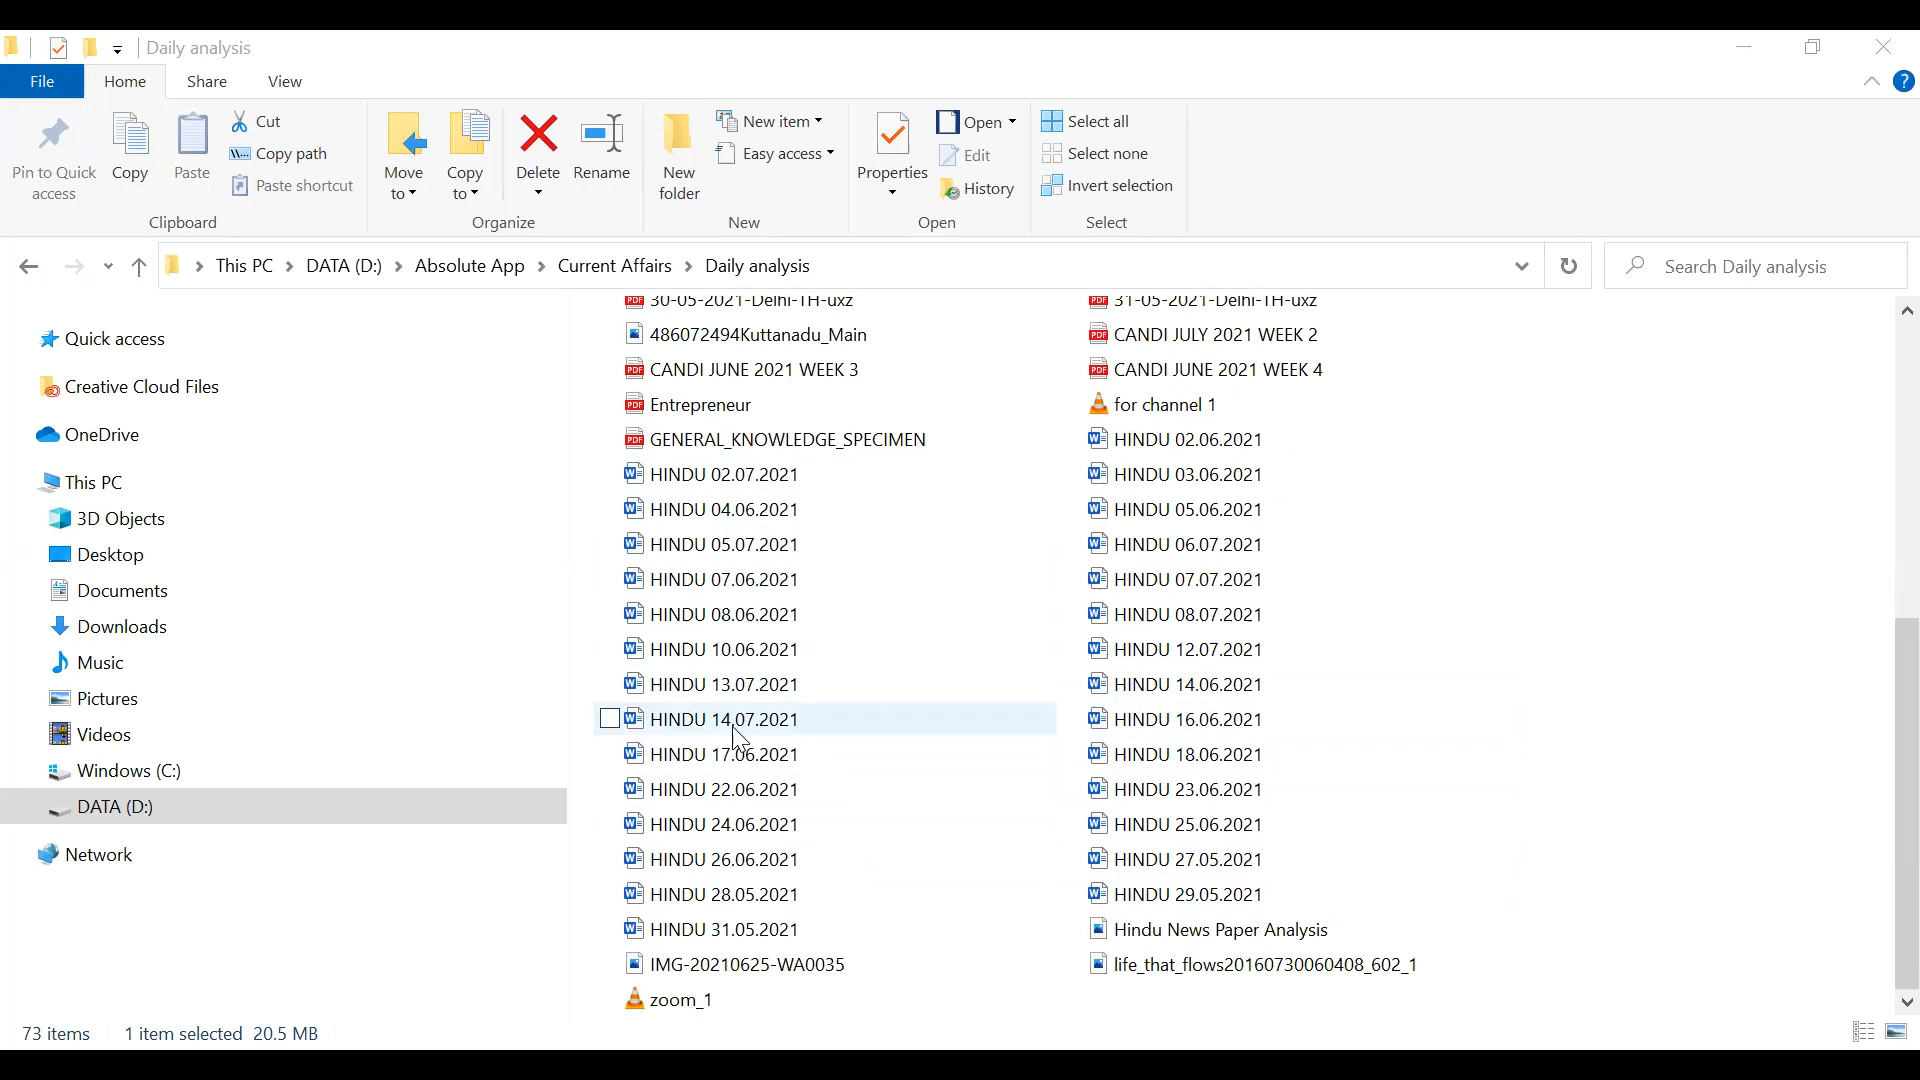 Daily analysis
File Home Share View
Pin to Quick access
Copy
Paste
Cut
Copy path
Paste shortcut
Clipboard
Move to
Copy to
Delete
Rename
Organize
New folder
New item
Easy access
New
Properties
Open
Edit
History
Open
Select all
Select none
Invert selection
Select
This PC DATA (D:) Absolute App Current Affairs Daily analysis
Search Daily analysis
Quick access
Creative Cloud Files
OneDrive
This PC
3D Objects
Desktop
Documents
Downloads
Music
Pictures
Videos
Windows (C:)
DATA (D:)
Network
30-05-2021-Delhi-TH-uxz 31-05-2021-Delhi-TH-uxz
486072494Kuttanadu_Main CANDI JULY 2021 WEEK 2
CANDI JUNE 2021 WEEK 3 CANDI JUNE 2021 WEEK 4
Entrepreneur for channel 1
GENERAL_KNOWLEDGE_SPECIMEN HINDU 02.06.2021
HINDU 02.07.2021 HINDU 03.06.2021
HINDU 04.06.2021 HINDU 05.06.2021
HINDU 05.07.2021 HINDU 06.07.2021
HINDU 07.06.2021 HINDU 07.07.2021
HINDU 08.06.2021 HINDU 08.07.2021
HINDU 10.06.2021 HINDU 12.07.2021
HINDU 13.07.2021 HINDU 14.06.2021
HINDU 14.07.2021 HINDU 16.06.2021
HINDU 17.06.2021 HINDU 18.06.2021
HINDU 22.06.2021 HINDU 23.06.2021
HINDU 24.06.2021 HINDU 25.06.2021
HINDU 26.06.2021 HINDU 27.05.2021
HINDU 28.05.2021 HINDU 29.05.2021
HINDU 31.05.2021 Hindu News Paper Analysis
IMG-20210625-WA0035 life_that_flows20160730060408_602_1
zoom_1
73 items 1 item selected 20.5 MB